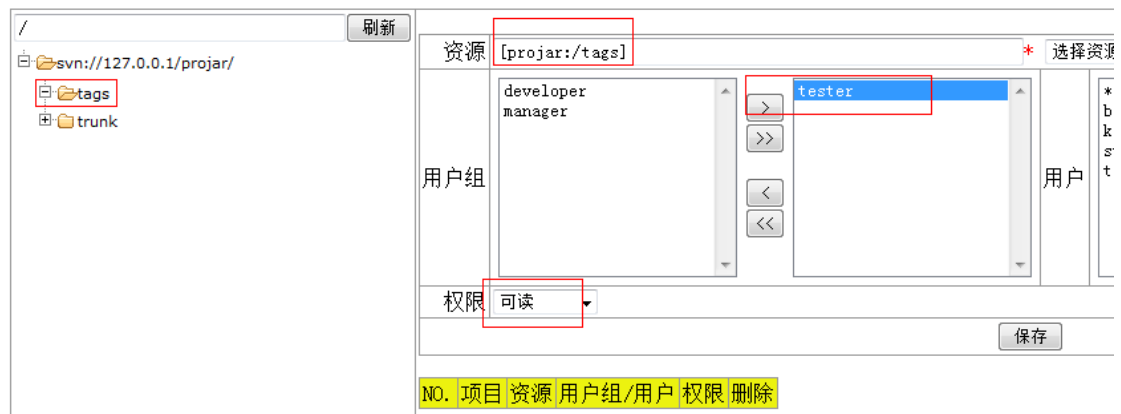 /
刷新
svn://127.0.0.1/projar/
tags
trunk
资源
[projar:/tags]
*
选择资源
用户组
developer
manager
>
>>
<
<<
tester
用户
*
b
k
t
权限
可读
保存
NO. 项目 资源 用户组/用户 权限 删除